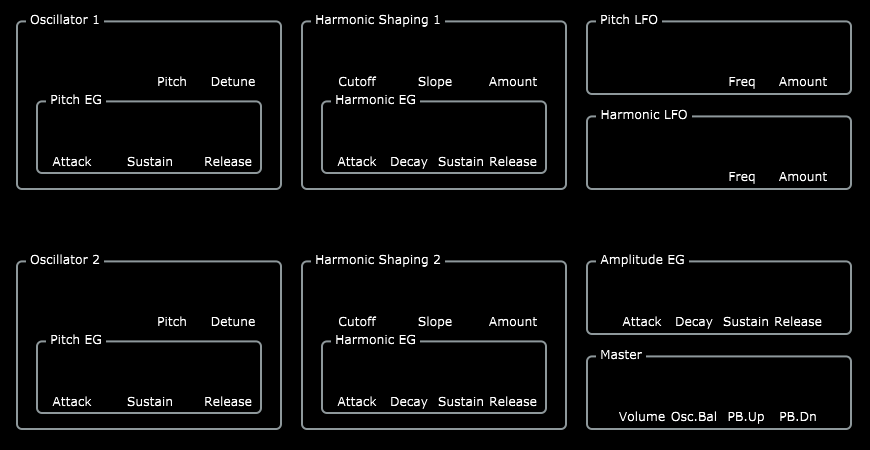 Oscillator 1
Pitch Detune
Pitch EG
Attack Sustain Release
Harmonic Shaping 1
Cutoff Slope Amount
Harmonic EG
Attack Decay Sustain Release
Pitch LFO
Freq Amount
Harmonic LFO
Freq Amount
Oscillator 2
Pitch Detune
Pitch EG
Attack Sustain Release
Harmonic Shaping 2
Cutoff Slope Amount
Harmonic EG
Attack Decay Sustain Release
Amplitude EG
Attack Decay Sustain Release
Master
Volume Osc.Bal PB.Up PB.Dn